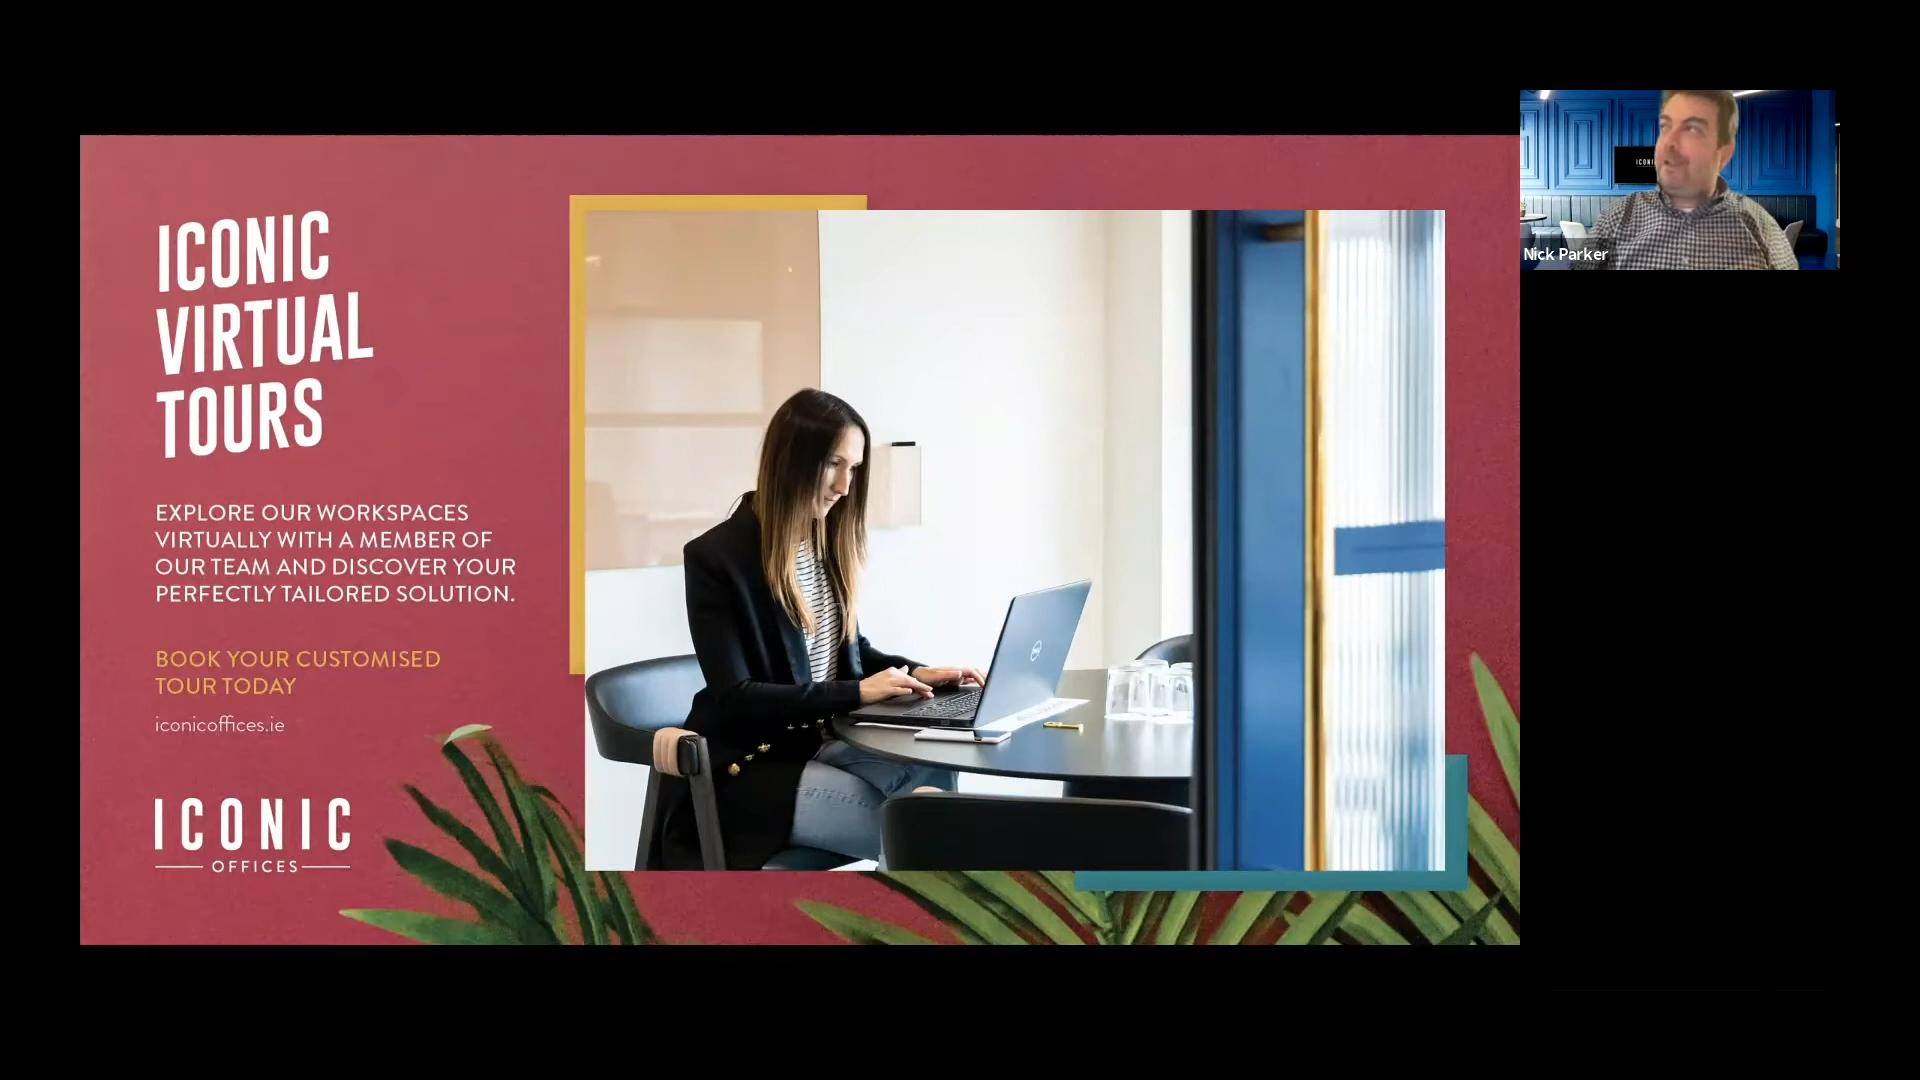 ICONIC
VIRTUAL
TOURS
EXPLORE OUR WORKSPACES
VIRTUALLY WITH A MEMBER OF
OUR TEAM AND DISCOVER YOUR
PERFECTLY TAILORED SOLUTION.
BOOK YOUR CUSTOMISED
TOUR TODAY
iconicoffices.ie
ICONIC
OFFICES
Nick Parker